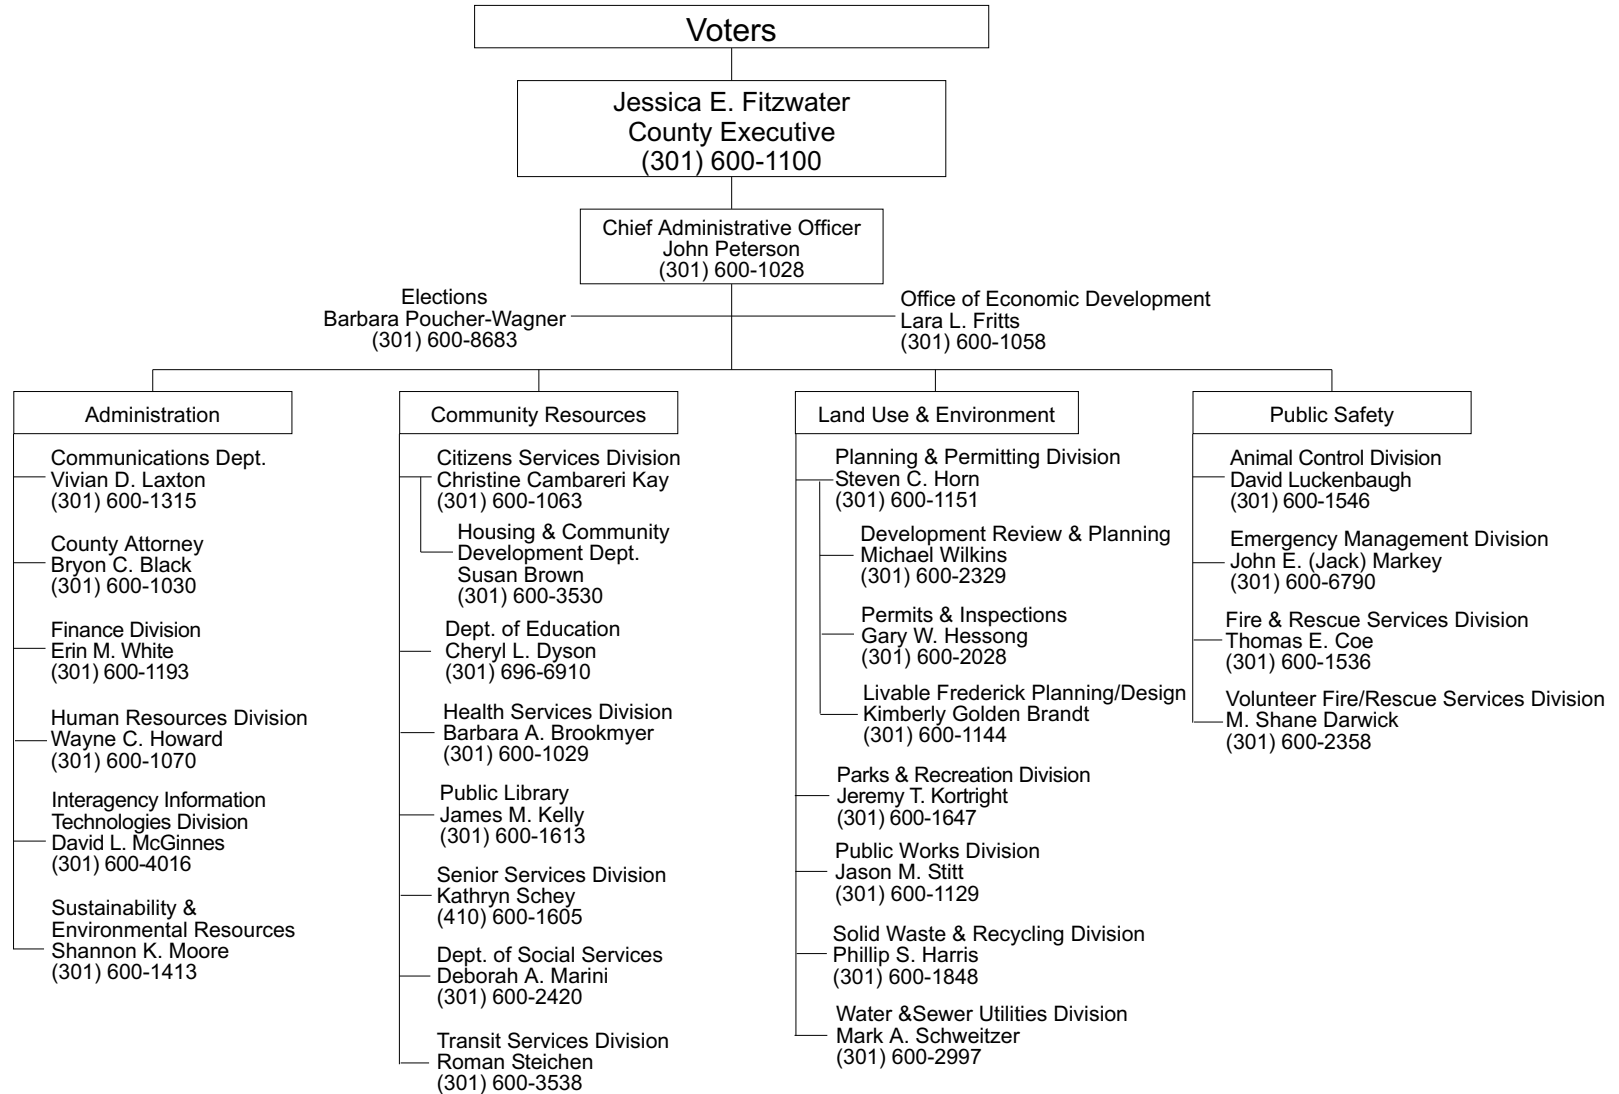 Voters
Jessica E. Fitzwater
County Executive
(301) 600-1100
Chief Administrative Officer
John Peterson
(301) 600-1028
Elections
Barbara Poucher-Wagner
(301) 600-8683
Office of Economic Development
Lara L. Fritts
(301) 600-1058
Administration
Communications Dept.
Vivian D. Laxton
(301) 600-1315
County Attorney
Bryon C. Black
(301) 600-1030
Finance Division
Erin M. White
(301) 600-1193
Human Resources Division
Wayne C. Howard
(301) 600-1070
Interagency Information
Technologies Division
David L. McGinnes
(301) 600-4016
Sustainability &
Environmental Resources
Shannon K. Moore
(301) 600-1413
Community Resources
Citizens Services Division
Christine Cambareri Kay
(301) 600-1063
Housing & Community
Development Dept.
Susan Brown
(301) 600-3530
Dept. of Education
Cheryl L. Dyson
(301) 696-6910
Health Services Division
Barbara A. Brookmyer
(301) 600-1029
Public Library
James M. Kelly
(301) 600-1613
Senior Services Division
Kathryn Schey
(410) 600-1605
Dept. of Social Services
Deborah A. Marini
(301) 600-2420
Transit Services Division
Roman Steichen
(301) 600-3538
Land Use & Environment
Planning & Permitting Division
Steven C. Horn
(301) 600-1151
Development Review & Planning
Michael Wilkins
(301) 600-2329
Permits & Inspections
Gary W. Hessong
(301) 600-2028
Livable Frederick Planning/Design
Kimberly Golden Brandt
(301) 600-1144
Parks & Recreation Division
Jeremy T. Kortright
(301) 600-1647
Public Works Division
Jason M. Stitt
(301) 600-1129
Solid Waste & Recycling Division
Phillip S. Harris
(301) 600-1848
Water &Sewer Utilities Division
Mark A. Schweitzer
(301) 600-2997
Public Safety
Animal Control Division
David Luckenbaugh
(301) 600-1546
Emergency Management Division
John E. (Jack) Markey
(301) 600-6790
Fire & Rescue Services Division
Thomas E. Coe
(301) 600-1536
Volunteer Fire/Rescue Services Division
M. Shane Darwick
(301) 600-2358